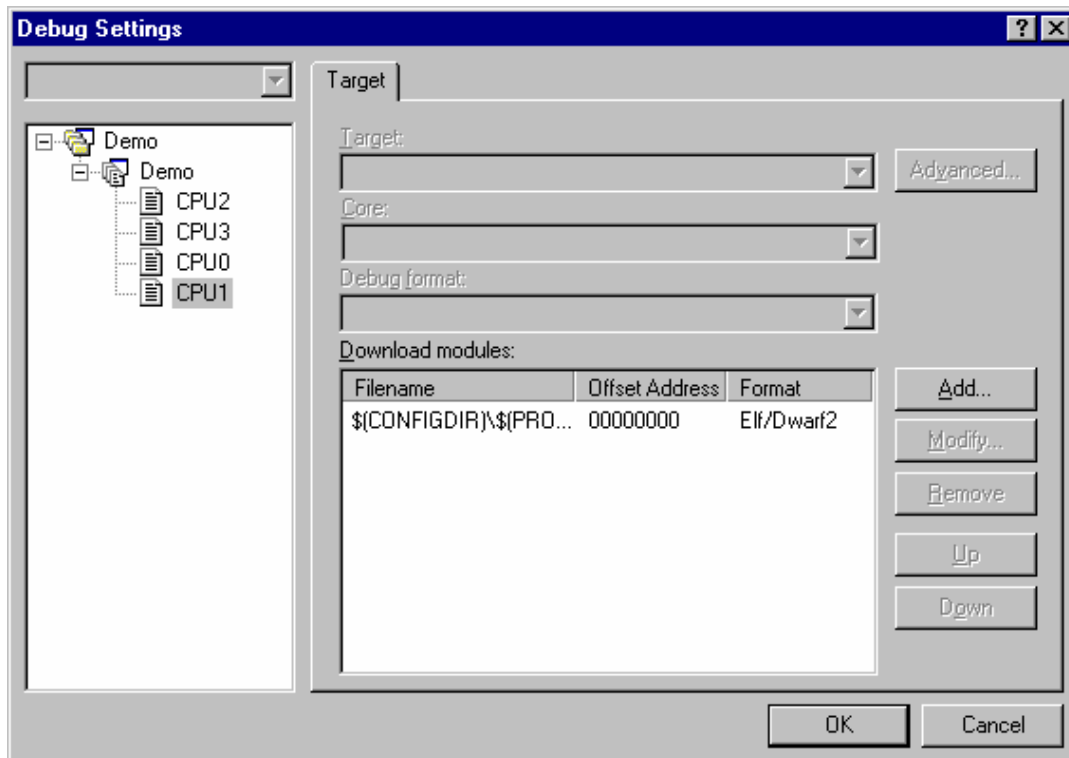 Debug Settings
Demo
Demo
CPU2
CPU3
CPU0
CPU1
Target
Target:
Advanced...
Core:
Debug format:
Download modules:
Filename Offset Address Format
$(CONFIGDIR)\$(PRO... 00000000 Elf/Dwarf2
Add...
Modify...
Remove
Up
Down
OK Cancel